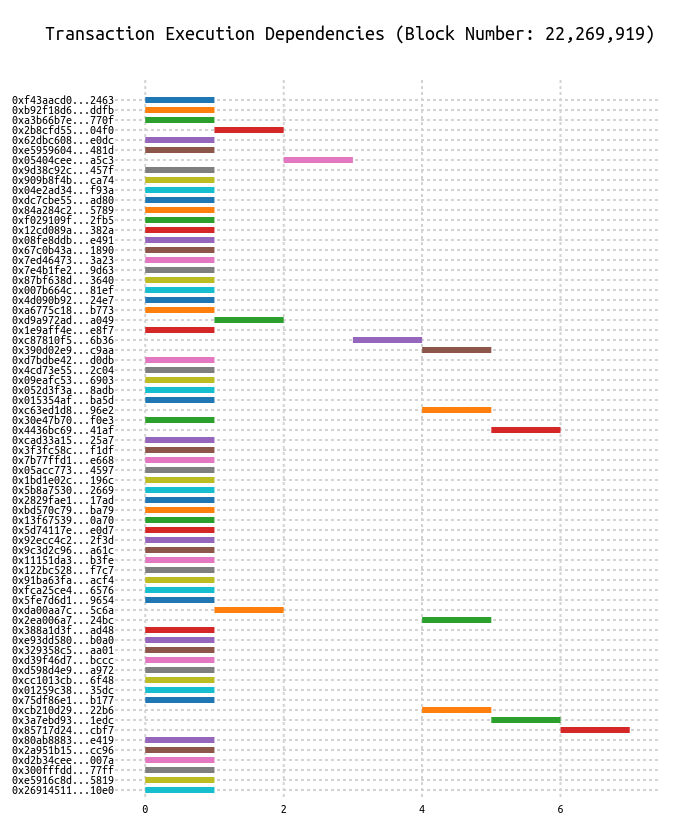 Transaction Execution Dependencies (Block Number: 22,269,919)
0xf43aacd0...2463
0xb92f18d6...ddfb
0xa3b66b7e...770f
0x2b8cfd55...04f0
0x62dbc608...e0dc
0xe5959604...481d
0x05404cee...a5c3
0x9d38c92c...457f
0x909b8f4b...ca74
0x04e2ad34...f93a
0xdc7cbe55...ad80
0x84a284c2...5789
0xf029109f...2fb5
0x12cd089a...382a
0x08fe8ddb...e491
0x67c0b43a...1890
0x7ed46473...3a23
0x7e4b1fe2...9d63
0x87bf638d...3640
0x007b664c...81ef
0x4d090b92...24e7
0xa6775c18...b773
0xd9a972ad...a049
0x1e9aff4e...e8f7
0xc87810f5...6b36
0x390d02e9...c9aa
0xd7bdbe42...d0db
0x4cd73e55...2c04
0x09eafc53...6903
0x052d3f3a...8adb
0x015354af...ba5d
0xc63ed1d8...96e2
0x30e47b70...f0e3
0x4436bc69...41af
0xcad33a15...25a7
0x3f3fc58c...f1df
0x7b77ffd1...e668
0x05acc773...4597
0x1bd1e02c...196c
0x5b8a7530...2669
0x2829fae1...17ad
0xbd570c79...ba79
0x13f67539...0a70
0x5d74117e...e0d7
0x92ecc4c2...2f3d
0x9c3d2c96...a61c
0x11151da3...b3fe
0x122bc528...f7c7
0x91ba63fa...acf4
0xfca25ce4...6576
0x5fe7d6d1...9654
0xda00aa7c...5c6a
0x2ea006a7...24bc
0x388a1d3f...ad48
0xe93dd580...b0a0
0x329358c5...aa01
0xd39f46d7...bccc
0xd598d4e9...a972
0xcc1013cb...6f48
0x01259c38...35dc
0x75df86e1...b177
0xcb210d29...22b6
0x3a7ebd93...1edc
0x85717d24...cbf7
0x80ab8883...e419
0x2a951b15...cc96
0xd2b34cee...007a
0x300fffdd...77ff
0xe5916c8d...5819
0x26914511...10e0
0 2 4 6